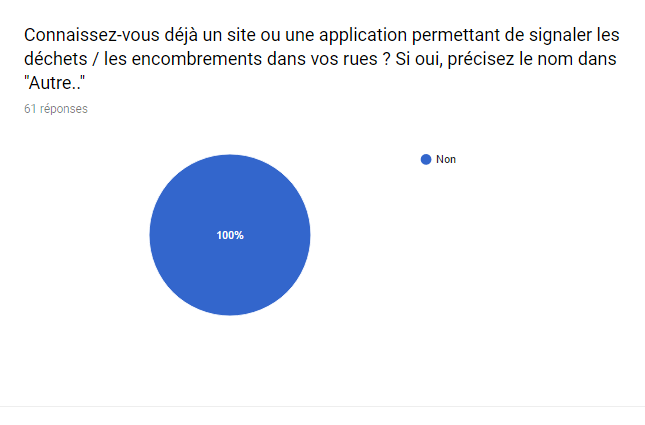 Connaissez-vous déjà un site ou une application permettant de signaler les
déchets / les encombrements dans vos rues ? Si oui, précisez le nom dans
"Autre.."
61 réponses
Non
100%